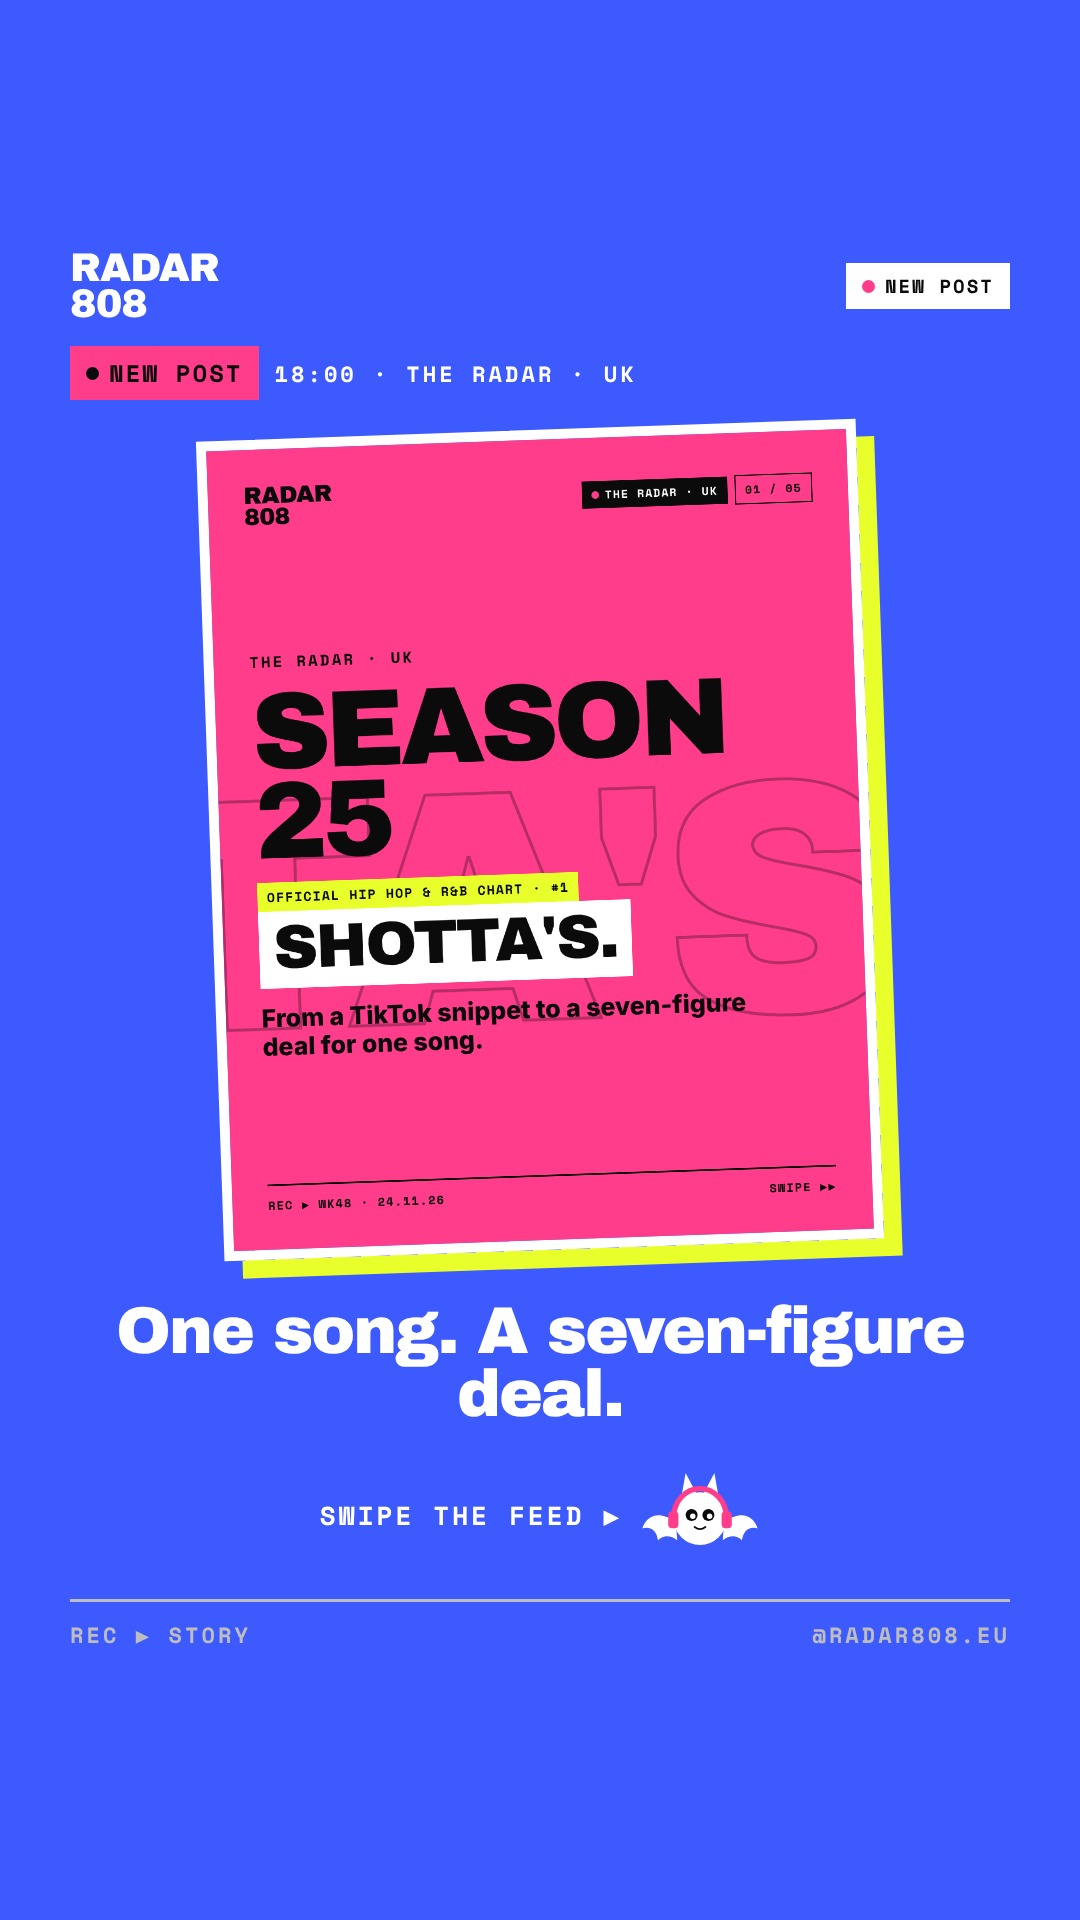 RADAR
808
NEW POST
NEW POST
18:00 · THE RADAR · UK
RADAR
808
THE RADAR · UK
01 / 05
THE RADAR · UK
SEASON
25
TA'S
OFFICIAL HIP HOP & R&B CHART · #1
SHOTTA'S.
From a TikTok snippet to a seven-figure
deal for one song.
REC ▶ WK48 · 24.11.26
SWIPE ▶▶
One song. A seven-figure
deal.
SWIPE THE FEED ▶
REC ▶ STORY
@RADAR808.EU